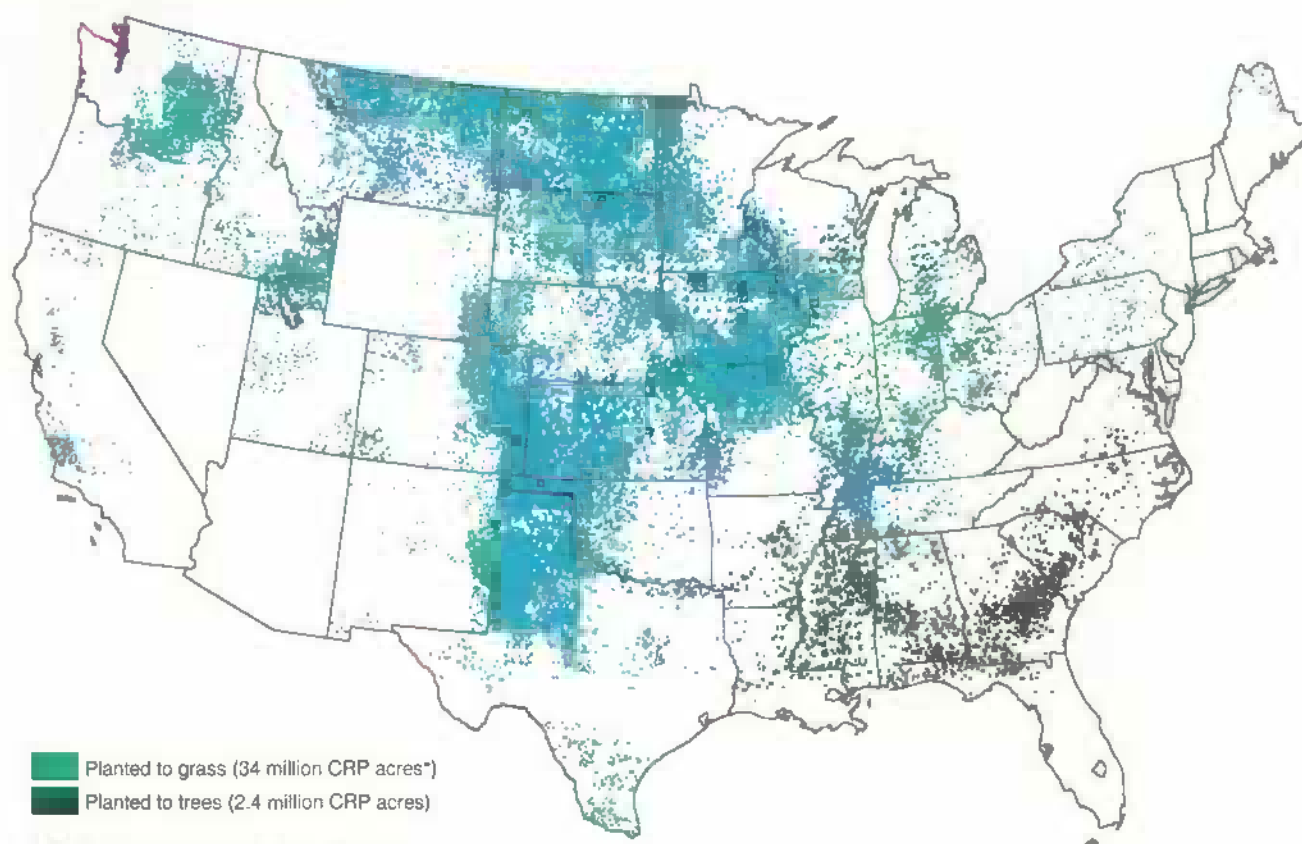 Planted to grass (34 million CRP acres*)
Planted to trees (2.4 million CRP acres)